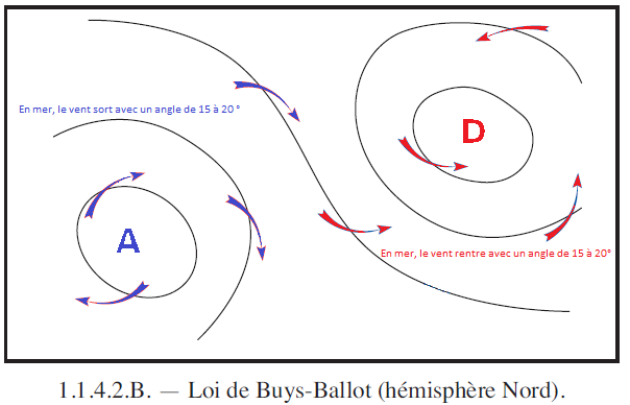 En mer, le vent sort avec un angle de 15 à 20 °
D
A
En mer, le vent rentre avec un angle de 15 à 20°
1.1.4.2.B. — Loi de Buys-Ballot (hémisphère Nord).